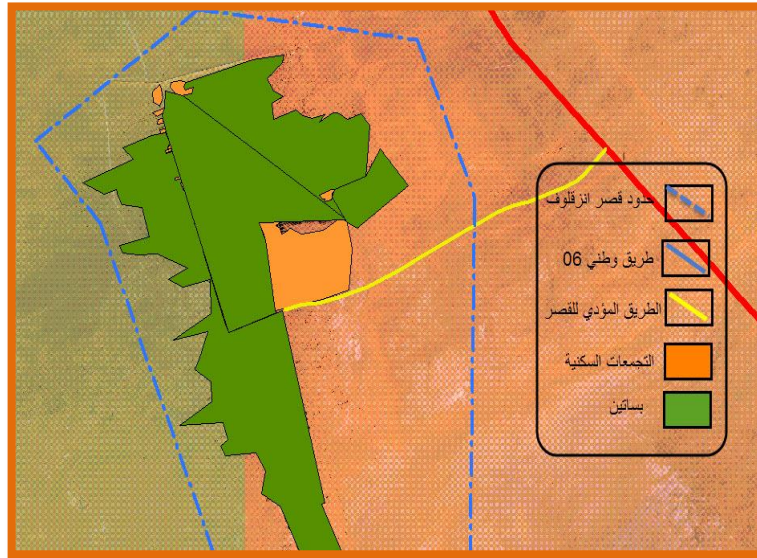 حدود قصر انزقلوف
طريق وطني 06
الطريق المؤدي للقصر
التجمعات السكنية
بساتين